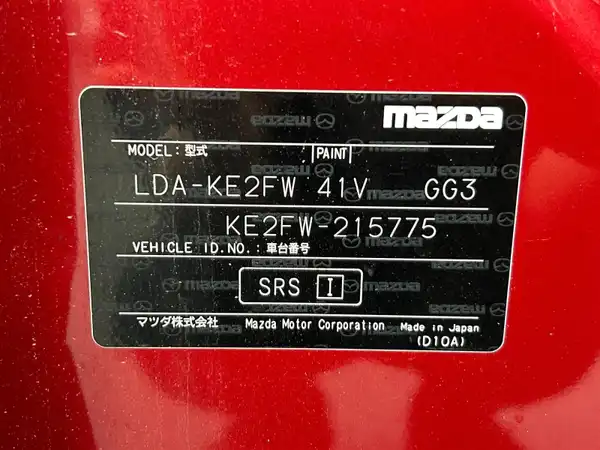 mazda
MODEL : 型式 PAINT
LDA-KE2FW 41V GG3
KE2FW-215775
VEHICLE ID.NO. : 車台番号
SRS I
マツダ株式会社 Mazda Motor Corporation Made in Japan
(D10A)